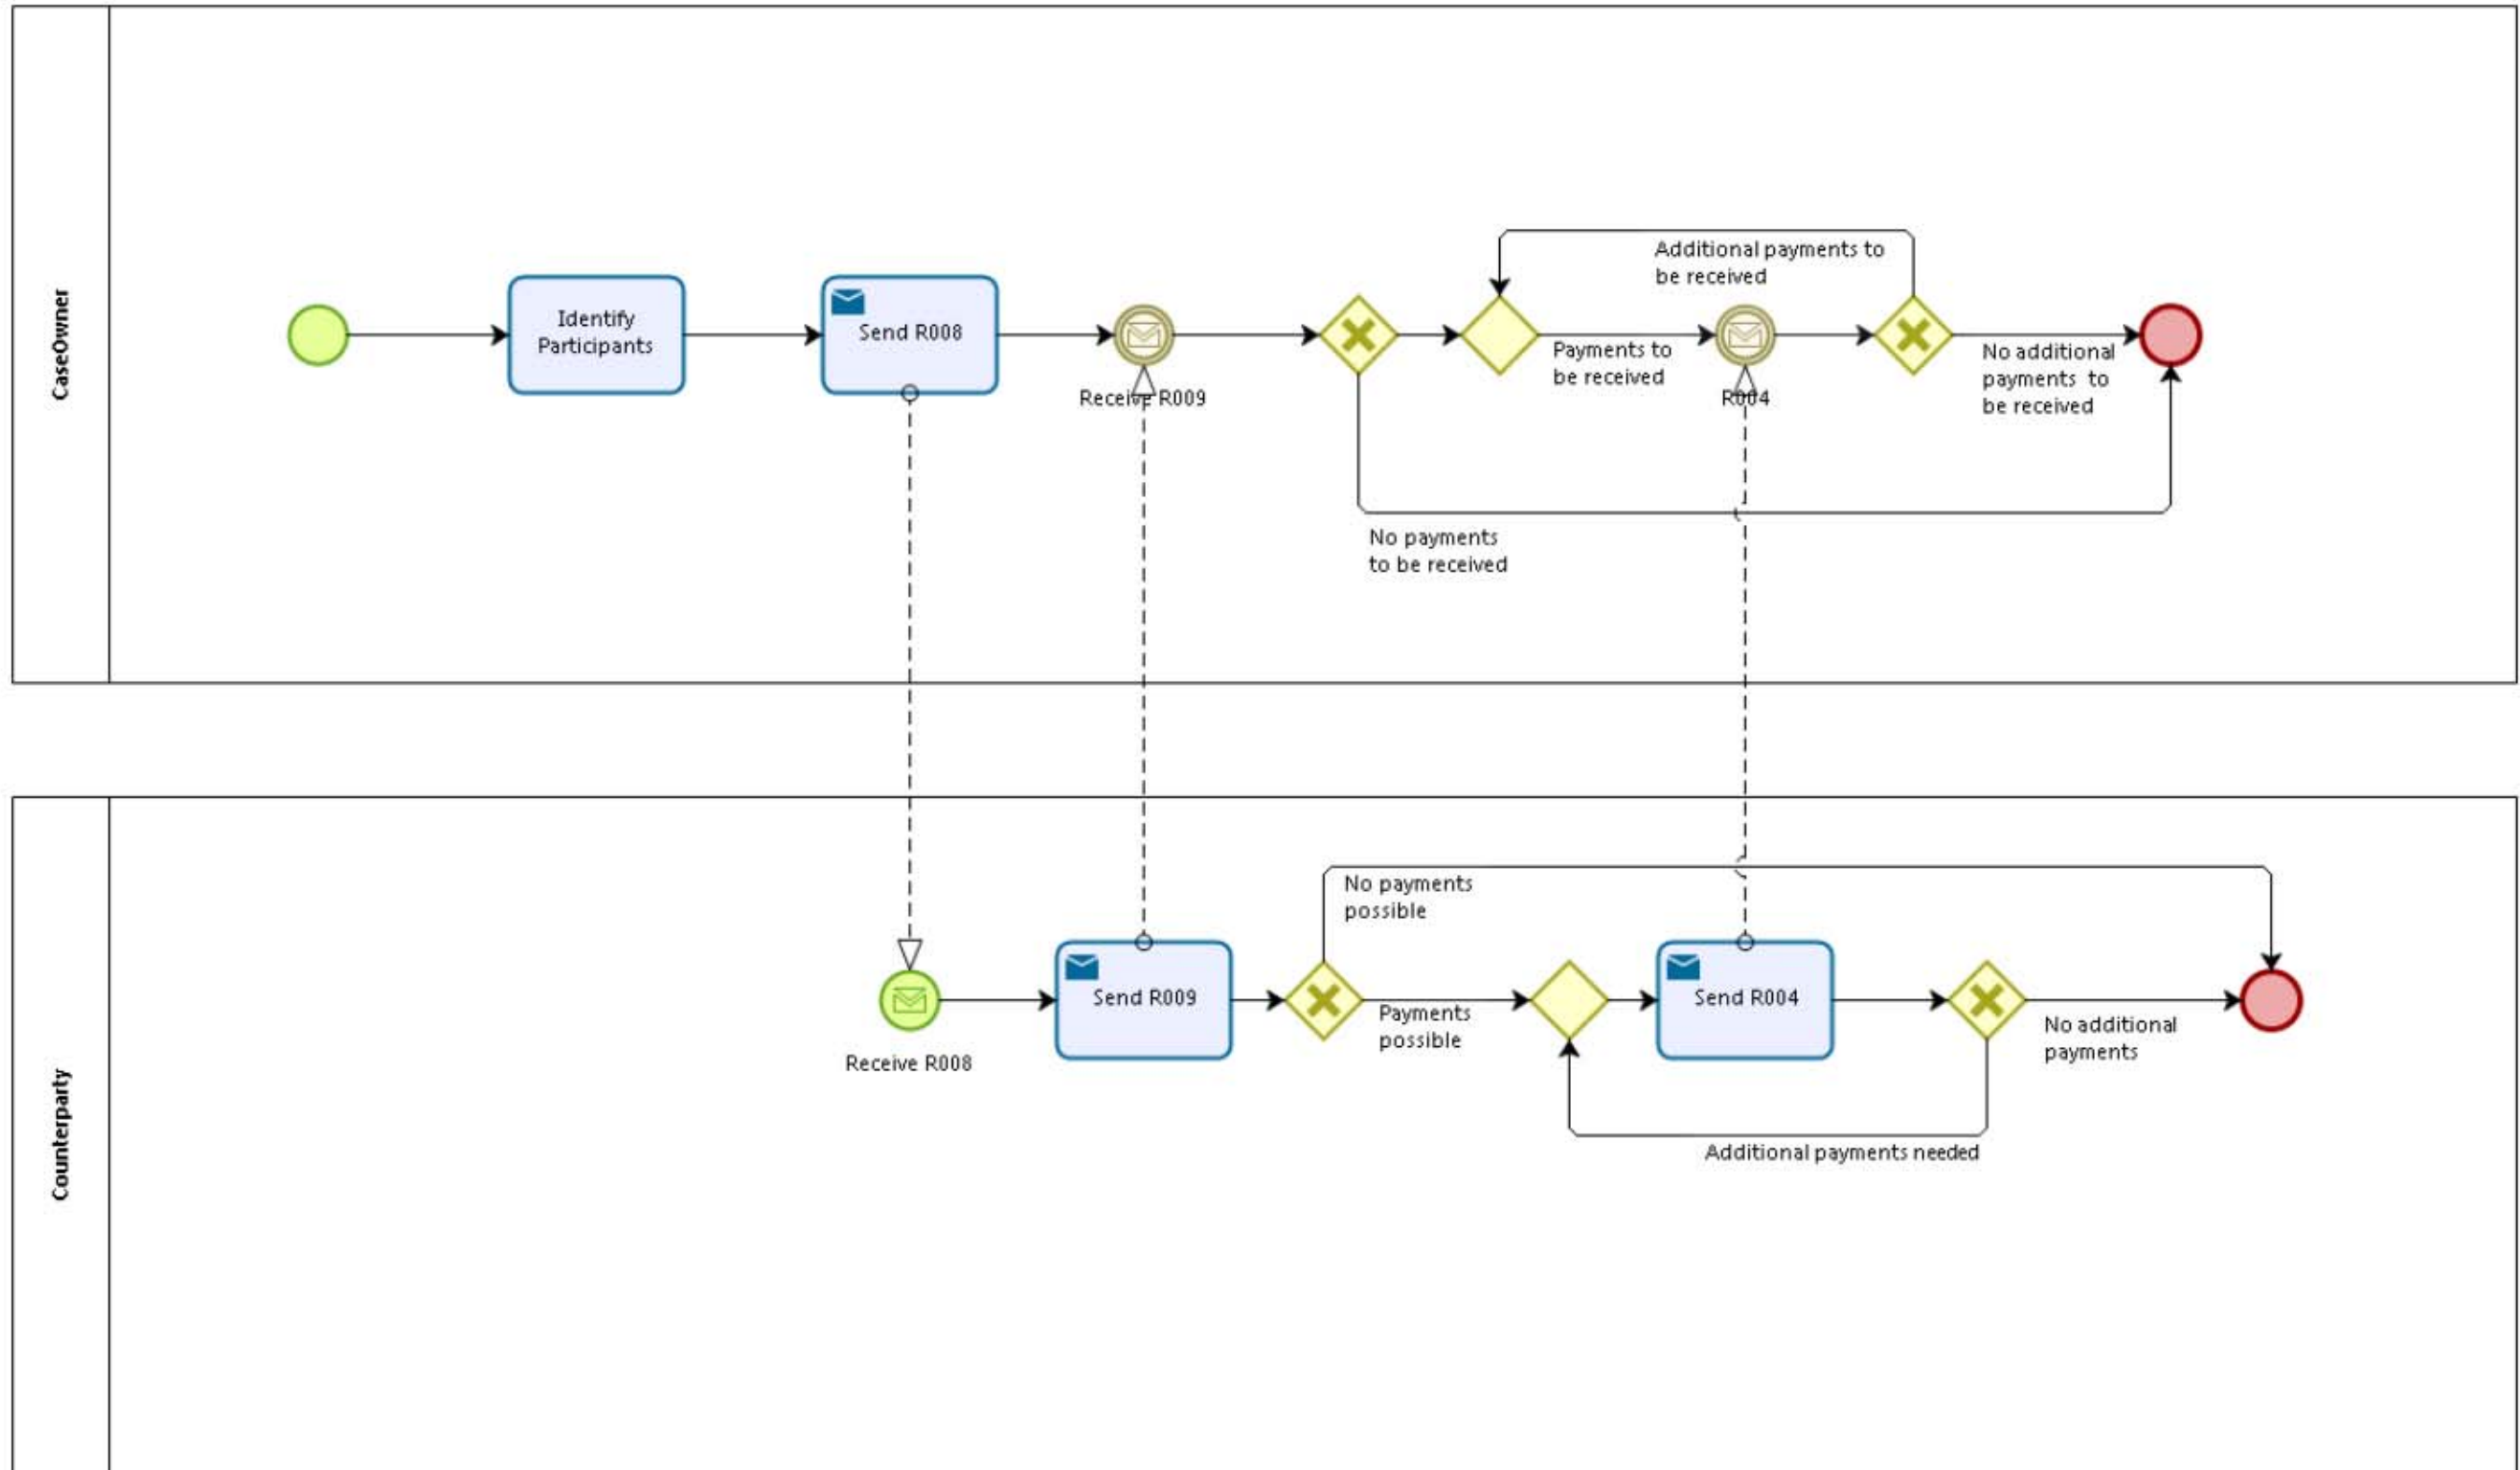 CaseOwner
Identify
Participants
Send R008
Receive R009
Additional payments to
be received
Payments to
be received
R004
No additional
payments to
be received
No payments
to be received
Counterparty
Receive R008
Send R009
No payments
possible
Payments
possible
Send R004
No additional
payments
Additional payments needed